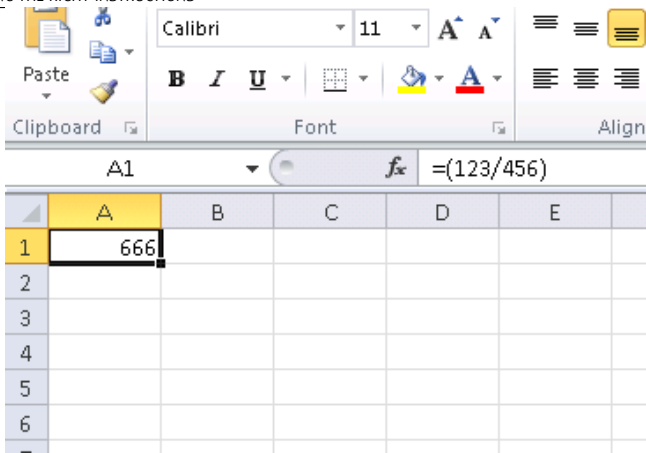 Calibri 11 A A
Paste B I U A
Clipboard Font Align
A1 fx =(123/456)
A B C D E
1 666
2
3
4
5
6